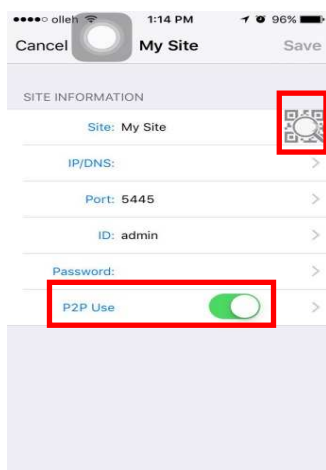 olleh 1:14 PM 96%
Cancel My Site Save
SITE INFORMATION
Site: My Site
IP/DNS:
Port: 5445
ID: admin
Password:
P2P Use